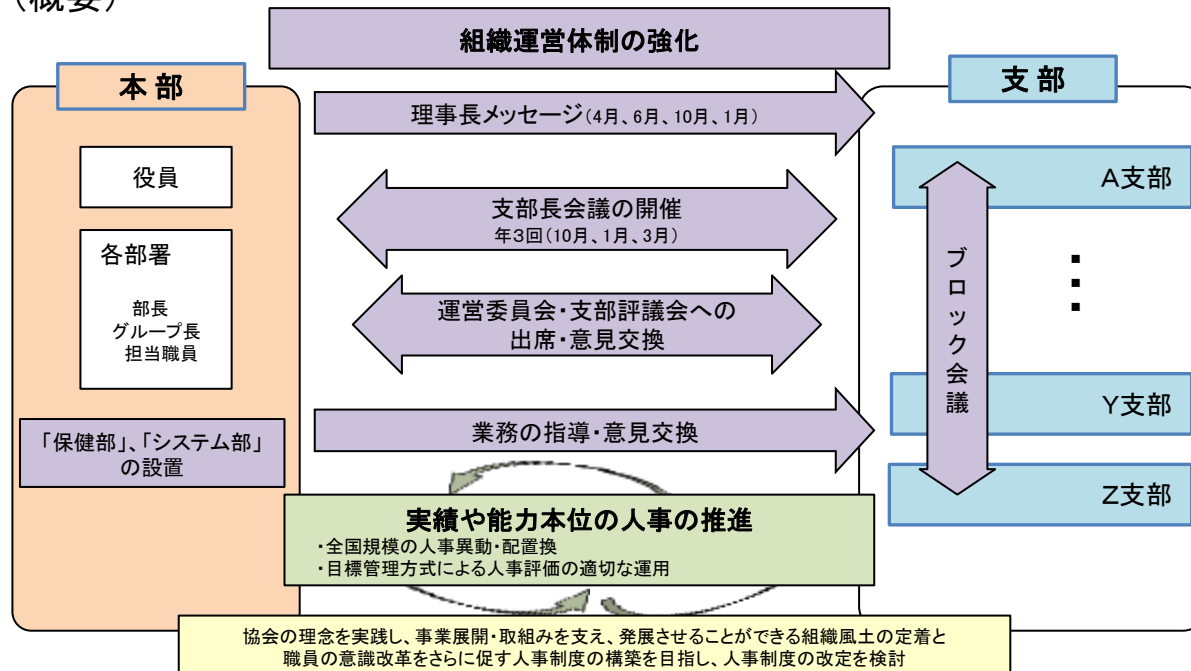 (概要)
組織運営体制の強化
本 部
支 部
理事長メッセージ(4月、6月、10月、1月)
役員
A支部
支部長会議の開催
年3回(10月、1月、3月)
各部署
部長
グループ長
担当職員
ブロック会議
運営委員会・支部評議会への
出席・意見交換
Y支部
業務の指導・意見交換
「保健部」、「システム部」
の設置
Z支部
実績や能力本位の人事の推進
・全国規模の人事異動・配置換
・目標管理方式による人事評価の適切な運用
協会の理念を実践し、事業展開・取組みを支え、発展させることができる組織風土の定着と
職員の意識改革をさらに促す人事制度の構築を目指し、人事制度の改定を検討